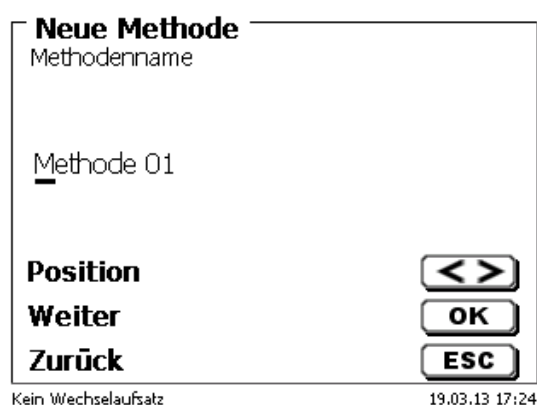 Neue Methode
Methodenname
Methode 01
Position < >
Weiter OK
Zurück ESC
Kein Wechselaufsatz 19.03.13 17:24